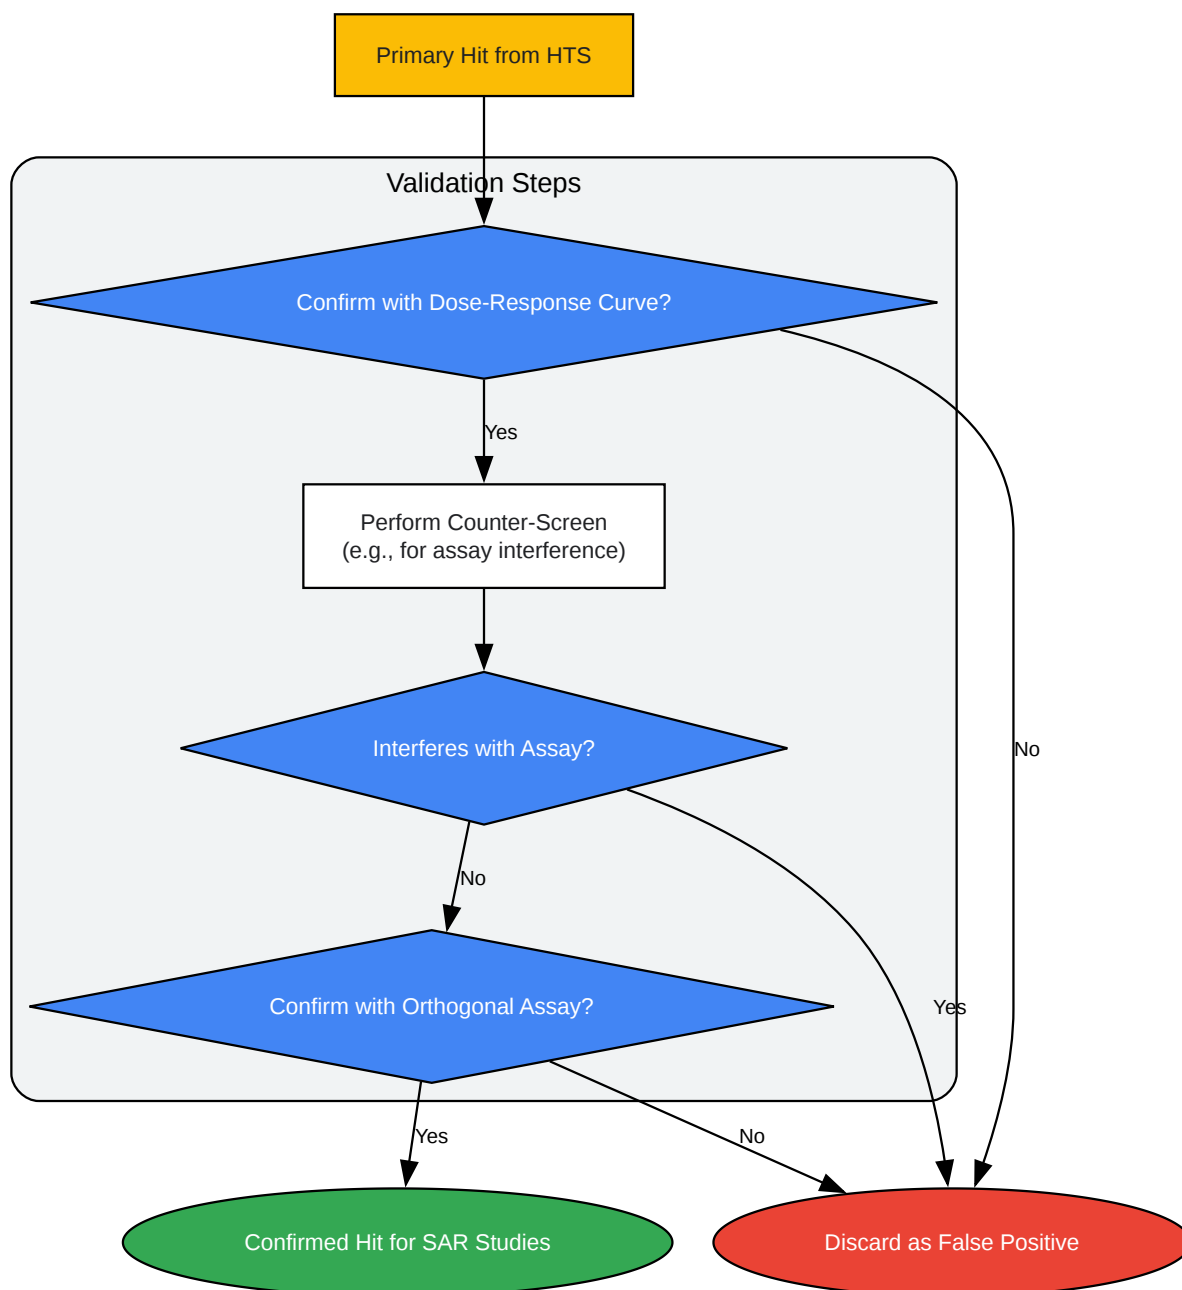 Primary Hit from HTS
Validation Steps
Confirm with Dose-Response Curve?
Yes
Perform Counter-Screen
(e.g., for assay interference)
Interferes with Assay?
No
No
Confirm with Orthogonal Assay?
Yes
Yes
No
Confirmed Hit for SAR Studies
Discard as False Positive